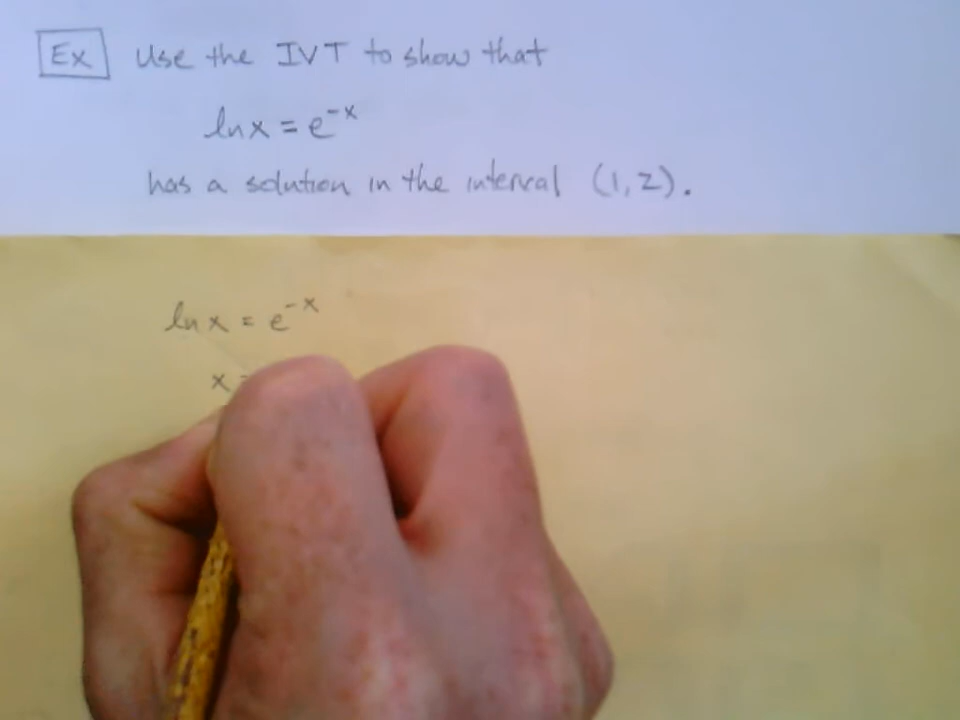 Ex Use the IVT to show that
ln x = e^-x
has a solution in the interval (1,2).
ln x = e^-x
x =